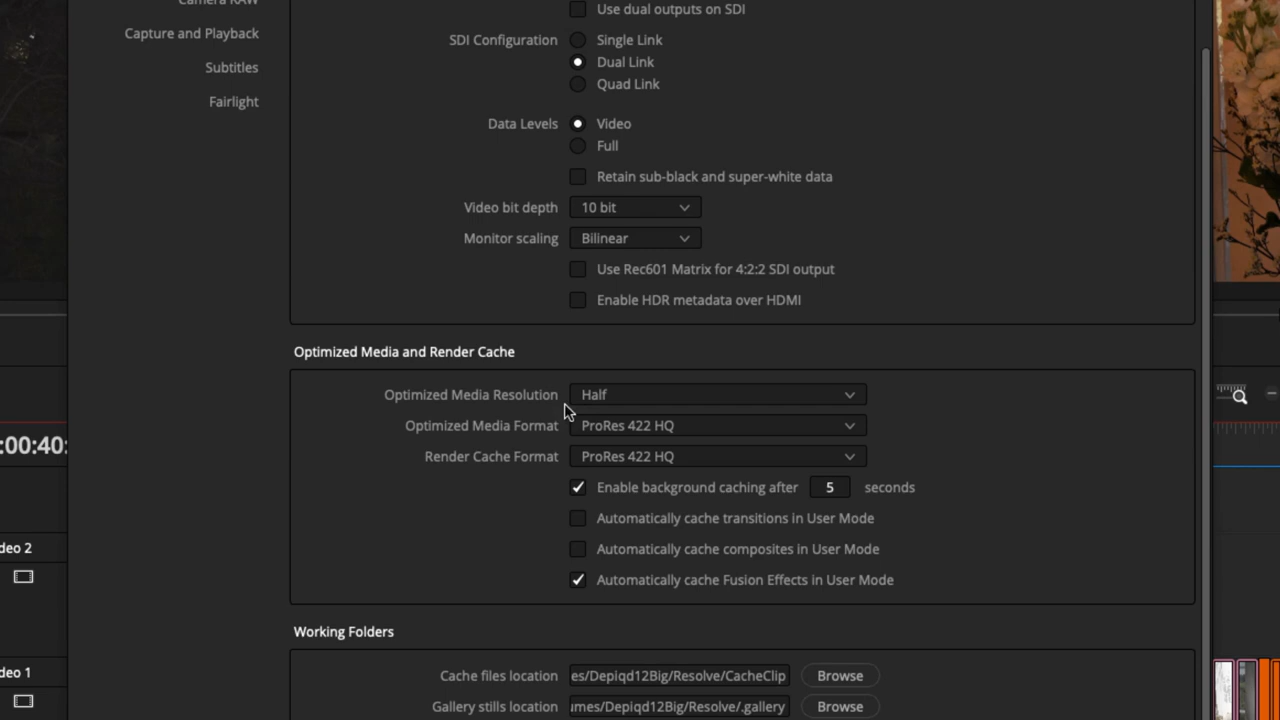 Camera RAW
Use dual outputs on SDI
Capture and Playback
SDI Configuration
Single Link
Subtitles
Dual Link
Quad Link
Fairlight
Data Levels
Video
Full
Retain sub-black and super-white data
Video bit depth
10 bit
Monitor scaling
Bilinear
Use Rec601 Matrix for 4:2:2 SDI output
Enable HDR metadata over HDMI
Optimized Media and Render Cache
Optimized Media Resolution
Half
Optimized Media Format
ProRes 422 HQ
:00:40:
Render Cache Format
ProRes 422 HQ
Enable background caching after 5 seconds
Automatically cache transitions in User Mode
deo 2
Automatically cache composites in User Mode
Automatically cache Fusion Effects in User Mode
Working Folders
deo 1
Cache files location
es/Depiqd12Big/Resolve/CacheClip
Browse
Gallery stills location
umes/Depiqd12Big/Resolve/.gallery
Browse